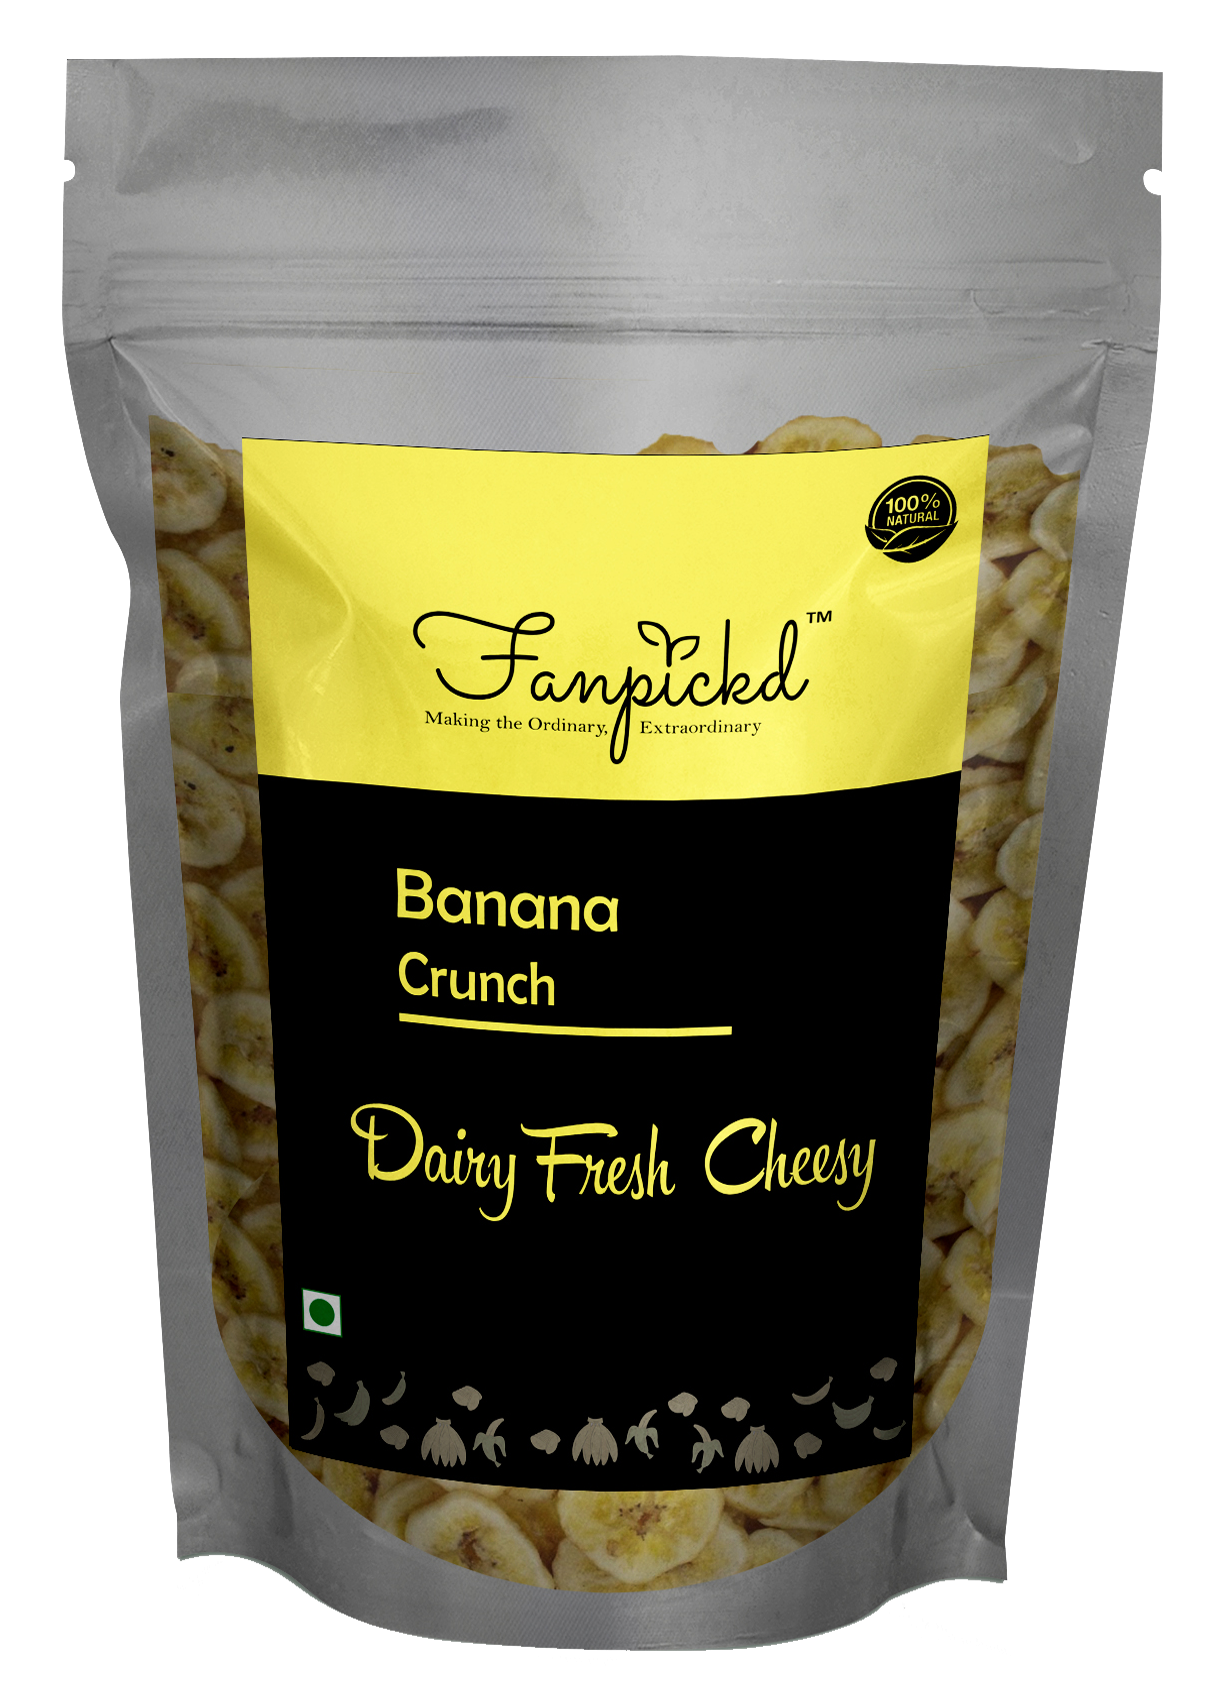 100%
NATURAL
Fanpickd™
Making the Ordinary, Extraordinary
Banana
Crunch
Dairy Fresh Cheesy